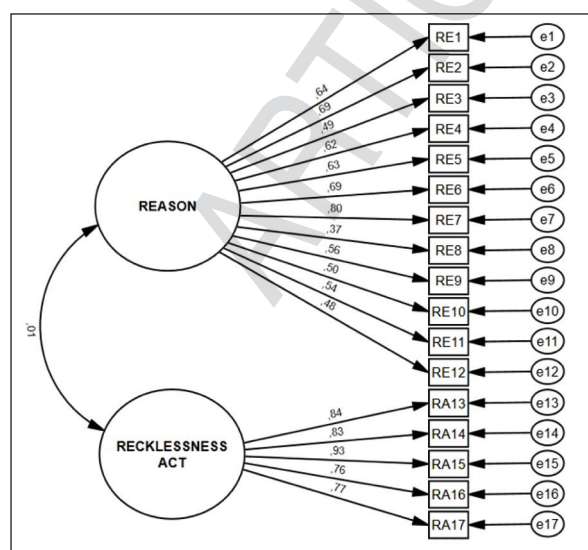 ARTIC
RE1
e1
RE2
e2
RE3
e3
RE4
e4
RE5
e5
RE6
e6
RE7
e7
RE8
e8
RE9
e9
RE10
e10
RE11
e11
RE12
e12
RA13
e13
RA14
e14
RA15
e15
RA16
e16
RA17
e17
,64
,69
,49
,62
,63
,69
,80
,37
,56
,50
,54
,48
REASON
,01
,84
,83
,93
,76
,77
RECKLESSNESS
ACT